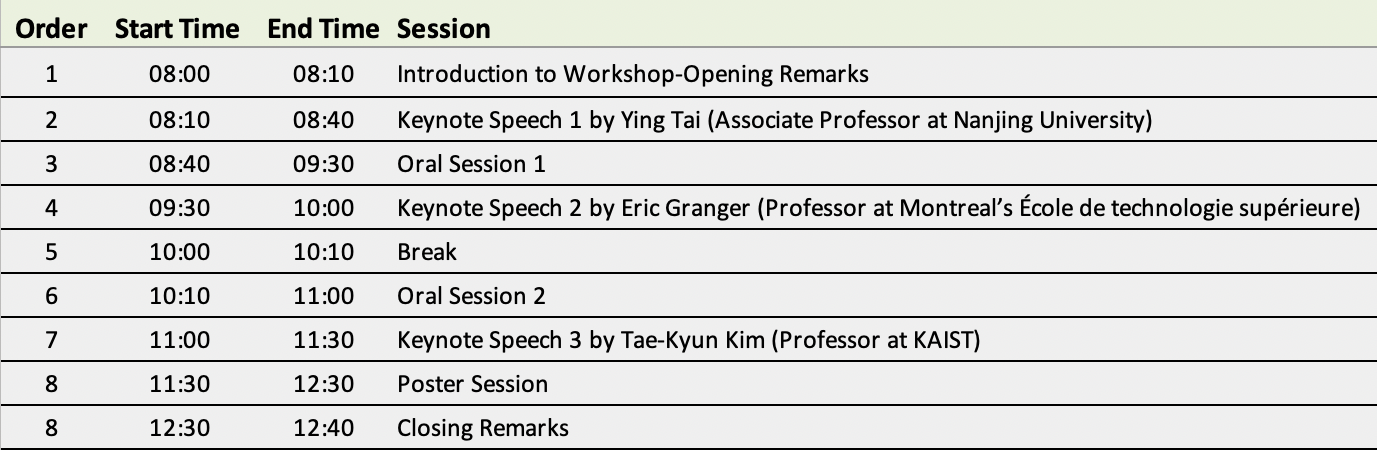 Order Start Time End Time Session
1 08:00 08:10 Introduction to Workshop-Opening Remarks
2 08:10 08:40 Keynote Speech 1 by Ying Tai (Associate Professor at Nanjing University)
3 08:40 09:30 Oral Session 1
4 09:30 10:00 Keynote Speech 2 by Eric Granger (Professor at Montreal’s École de technologie supérieure)
5 10:00 10:10 Break
6 10:10 11:00 Oral Session 2
7 11:00 11:30 Keynote Speech 3 by Tae-Kyun Kim (Professor at KAIST)
8 11:30 12:30 Poster Session
8 12:30 12:40 Closing Remarks